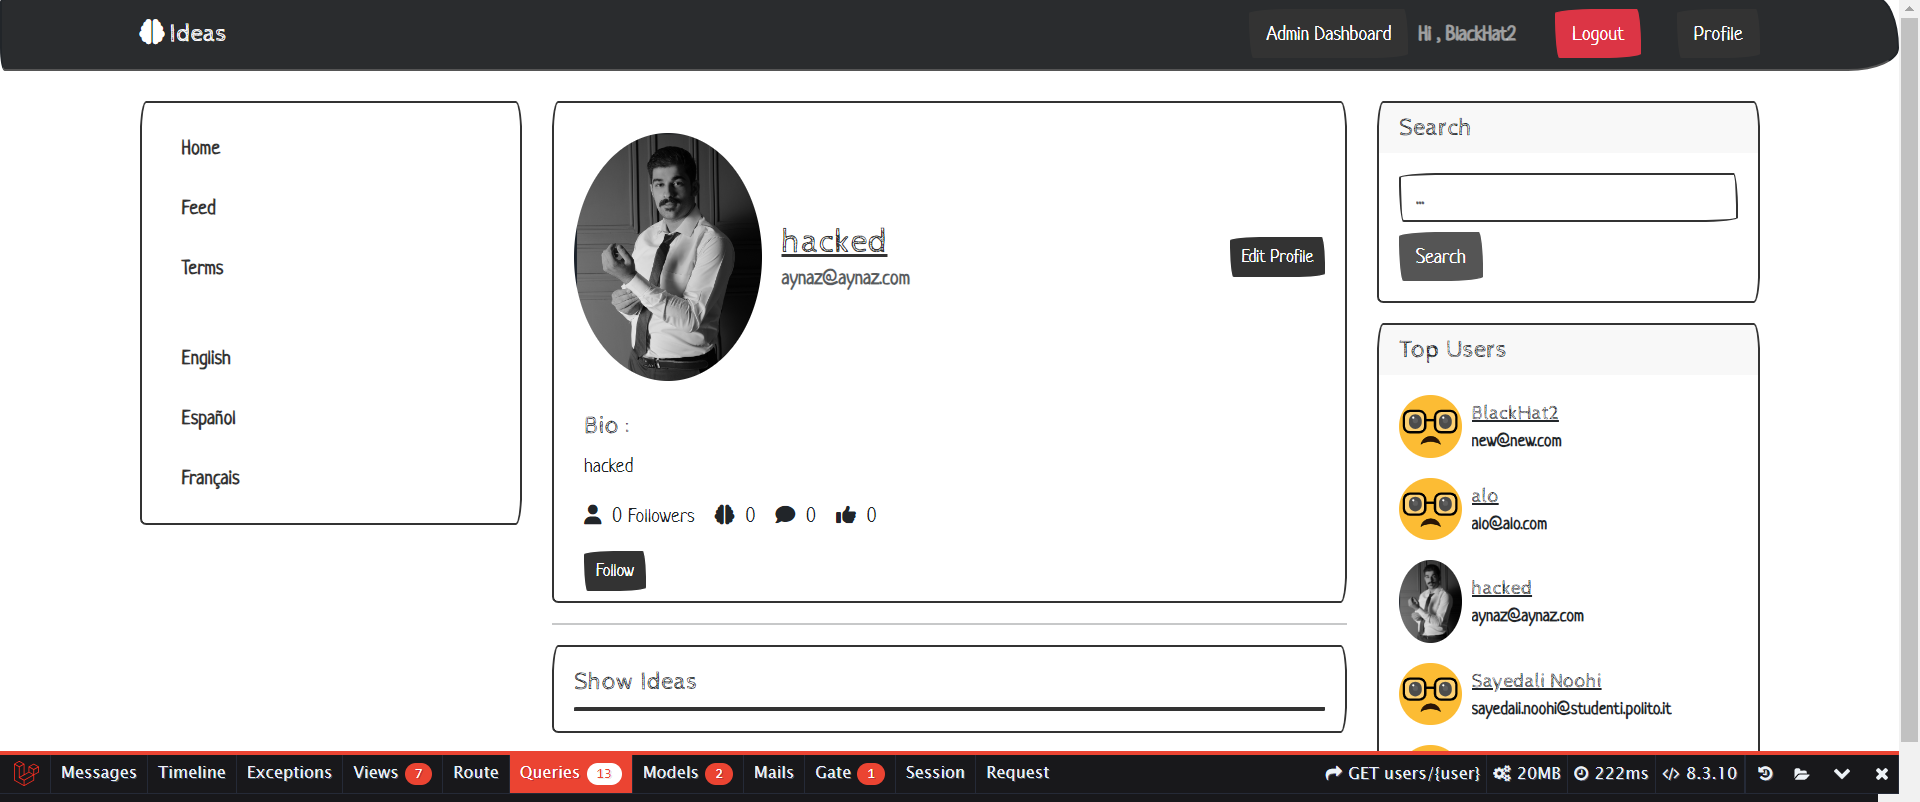 Ideas
Admin Dashboard
Hi , BlackHat2
Logout
Profile
Home
Feed
Terms
English
Español
Français
hacked
aynaz@aynaz.com
Edit Profile
Bio :
hacked
0 Followers 0 0 0
Follow
Show Ideas
Search
...
Search
Top Users
BlackHat2
new@new.com
alo
alo@alo.com
hacked
aynaz@aynaz.com
Sayedali Noohi
sayedali.noohi@studenti.polito.it
Messages Timeline Exceptions Views 7 Route Queries 13 Models 2 Mails Gate 1 Session Request GET users/{user} 20MB 222ms 8.3.10